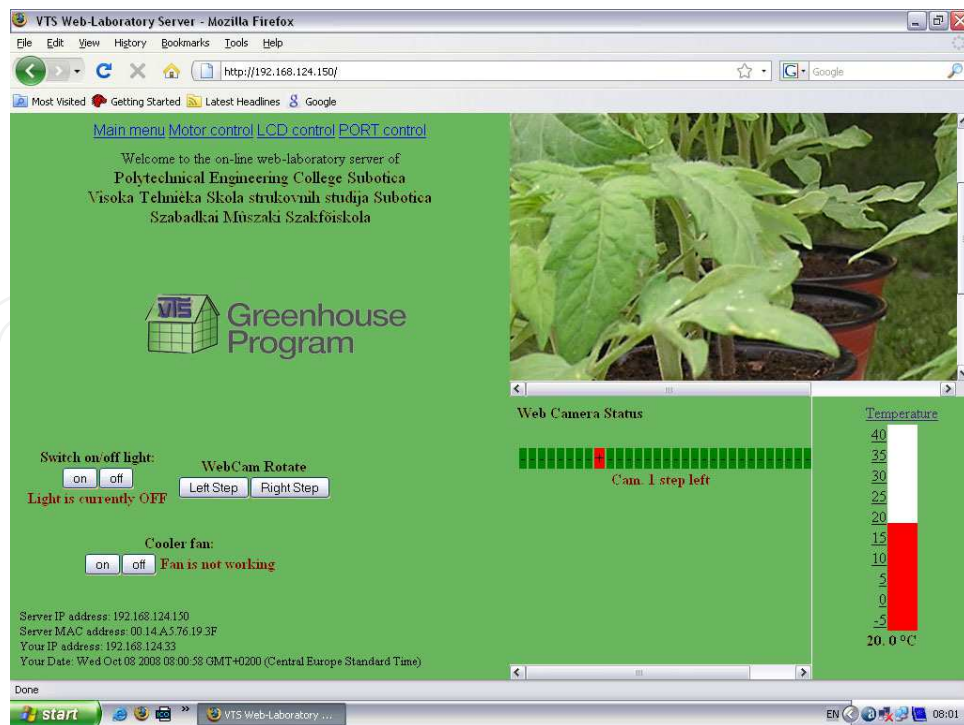 VTS Web-Laboratory Server - Mozilla Firefox
File Edit View History Bookmarks Tools Help
http://192.168.124.150/
Google
Most Visited Getting Started Latest Headlines Google
Main menu Motor control LCD control PORT control
Welcome to the on-line web-laboratory server of
Polytechnical Engineering College Subotica
Visoka Tehnièka Skola strukovnih studija Subotica
Szabadkai Mûszaki Szakfõiskola
VTŠ
Greenhouse
Program
Switch on/off light:
on off
Light is currently OFF
WebCam Rotate
Left Step Right Step
Cooler fan:
on off Fan is not working
Server IP address: 192.168.124.150
Server MAC address: 00.14.A5.76.19.3F
Your IP address: 192.168.124.33
Your Date: Wed Oct 08 2008 08:00:58 GMT+0200 (Central Europe Standard Time)
Web Camera Status
+
Cam. 1 step left
Temperature
40
35
30
25
20
15
10
5
0
-5
20.0 °C
Done
start
VTS Web-Laboratory ...
EN
08:01